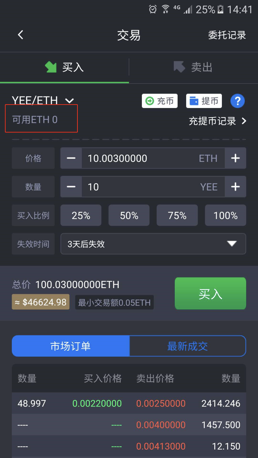 4G 25% 14:41
交易 委托记录
买入 卖出
YEE/ETH 充币 提币 ?
可用ETH 0 充提币记录
价格 10.00300000 ETH
数量 10 YEE
买入比例 25% 50% 75% 100%
失效时间 3天后失效
总价 100.03000000ETH
≈ $46624.98 最小交易额0.05ETH
买入
市场订单 最新成交
数量 买入价格 卖出价格 数量
48.997 0.00220000 0.00250000 2414.246
---- ---- 0.00400000 1457.500
---- ---- 0.00413000 12.150